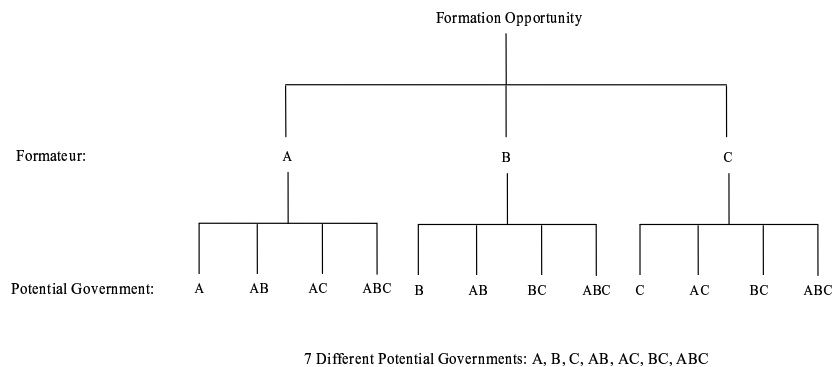 Formation Opportunity
Formateur: A B C
Potential Government: A AB AC ABC B AB BC ABC C AC BC ABC
7 Different Potential Governments: A, B, C, AB, AC, BC, ABC